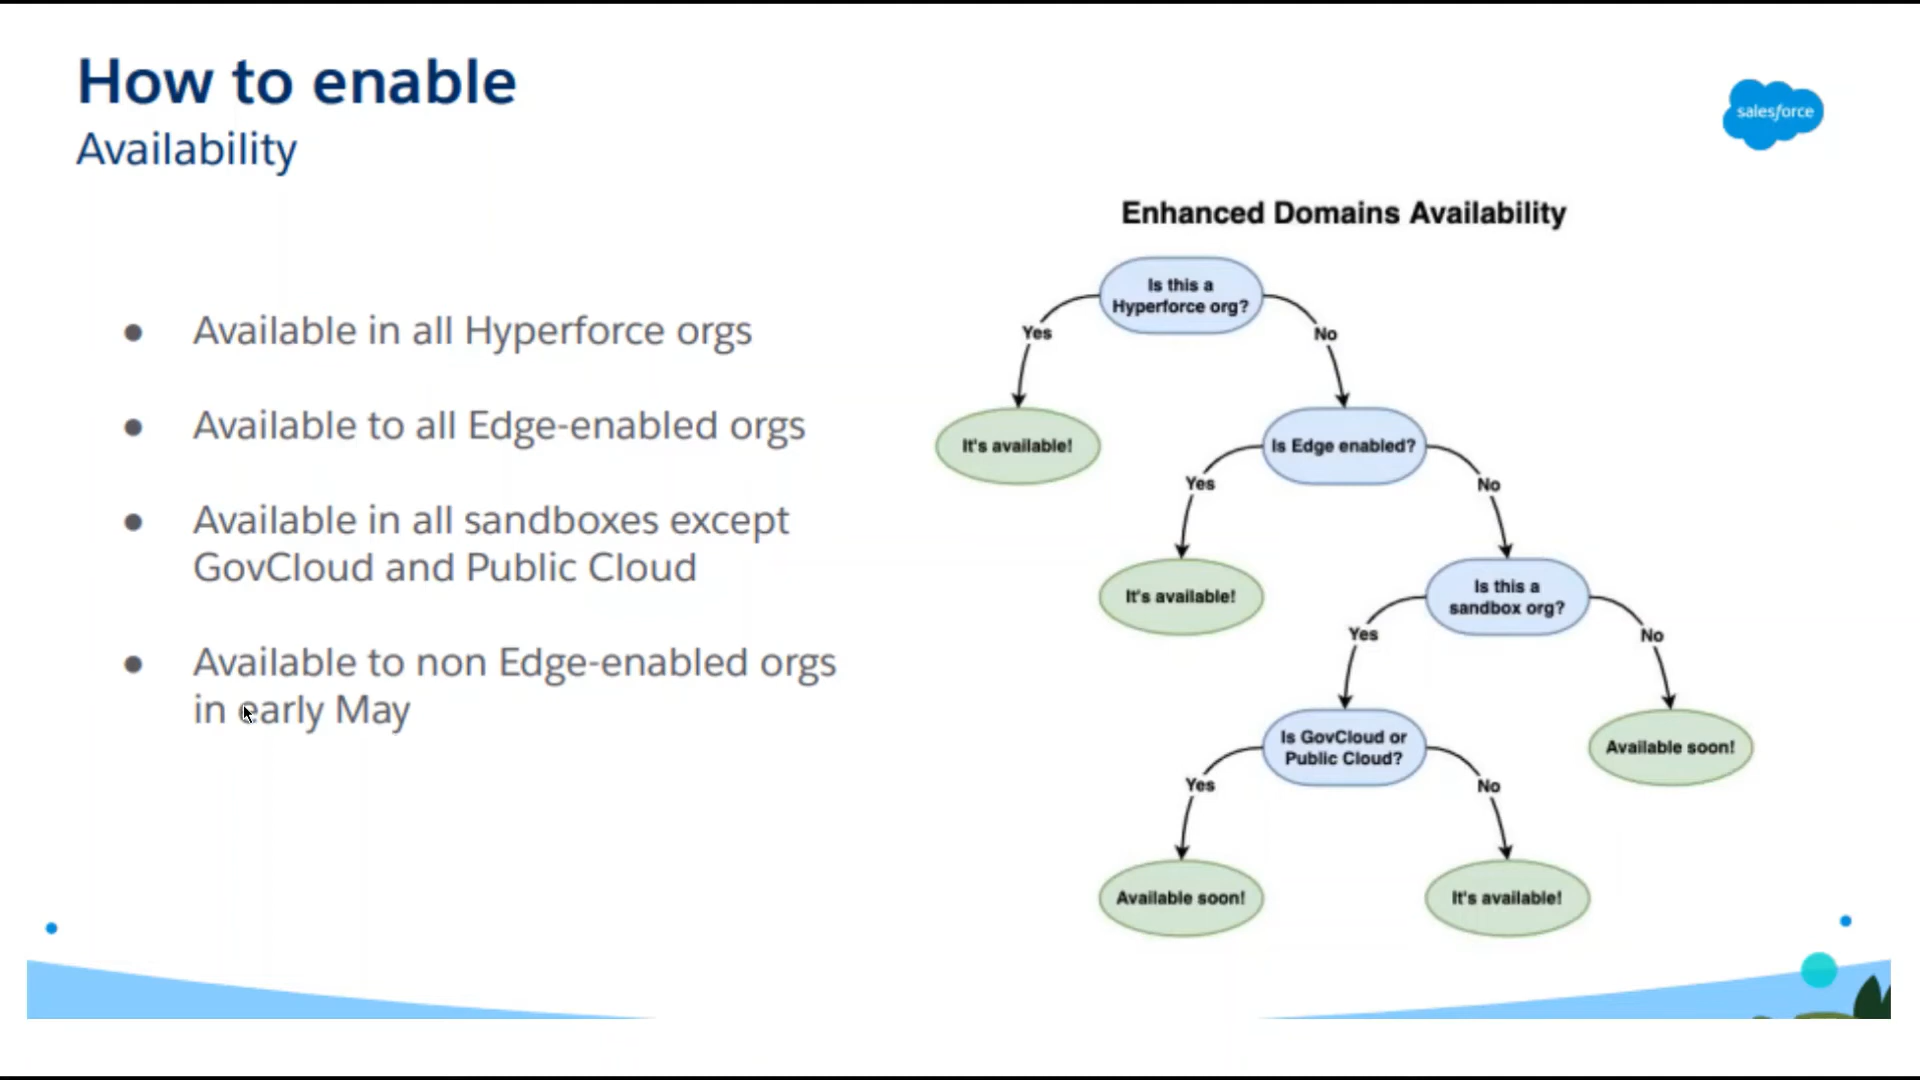 How to enable
Availability
salesforce
Available in all Hyperforce orgs
Available to all Edge-enabled orgs
Available in all sandboxes except
GovCloud and Public Cloud
Available to non Edge-enabled orgs
in early May
Enhanced Domains Availability
Is this a
Hyperforce org?
Yes
No
It's available!
Is Edge enabled?
Yes
No
It's available!
Is this a
sandbox org?
Yes
No
Is GovCloud or
Public Cloud?
Available soon!
Yes
No
Available soon!
It's available!